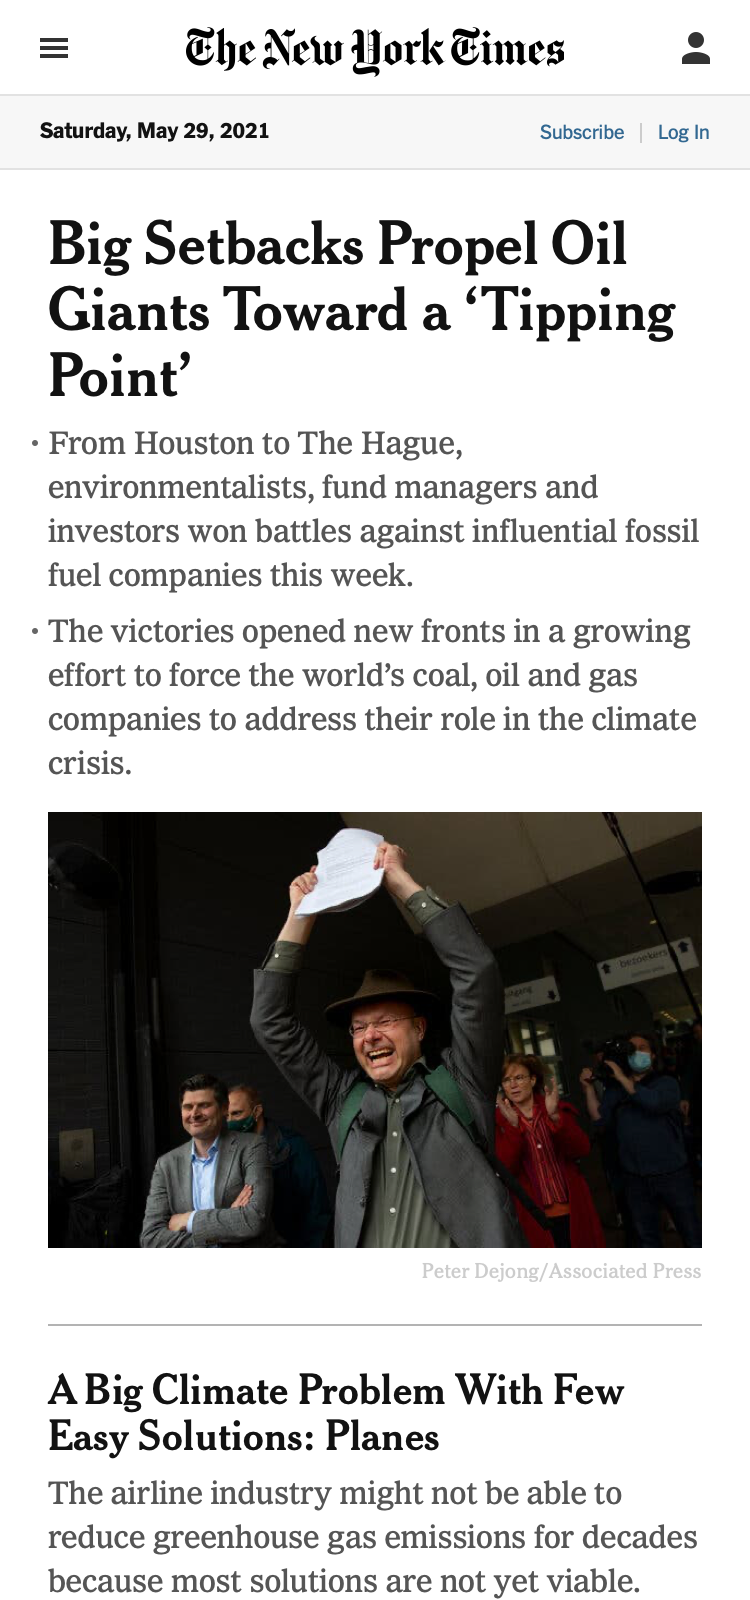 The New York Times
Saturday, May 29, 2021
Subscribe | Log In
Big Setbacks Propel Oil
Giants Toward a ‘Tipping
Point’
• From Houston to The Hague,
environmentalists, fund managers and
investors won battles against influential fossil
fuel companies this week.
• The victories opened new fronts in a growing
effort to force the world’s coal, oil and gas
companies to address their role in the climate
crisis.
bezoekers
Peter Dejong/Associated Press
A Big Climate Problem With Few
Easy Solutions: Planes
The airline industry might not be able to
reduce greenhouse gas emissions for decades
because most solutions are not yet viable.